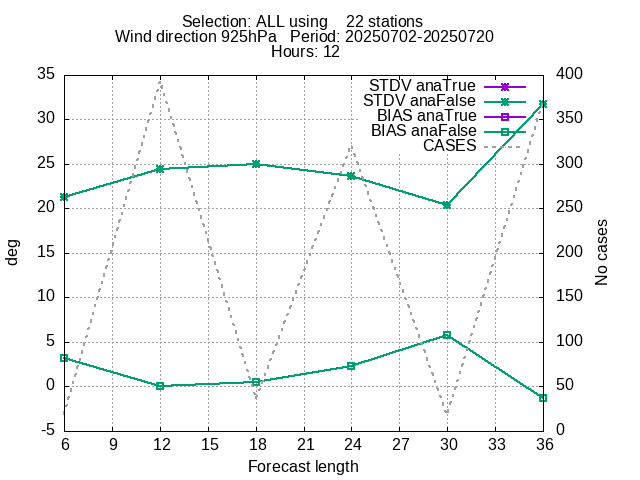 Selection: ALL using    22 stations
Wind direction 925hPa   Period: 20250702-20250720
Hours: 12
35 400
STDV anaTrue
STDV anaFalse
BIAS anaTrue
BIAS anaFalse
CASES
30 350
25 300
20 250
15 200
10 150
5 100
0 50
-5 0
deg
No cases
6 9 12 15 18 21 24 27 30 33 36
Forecast length